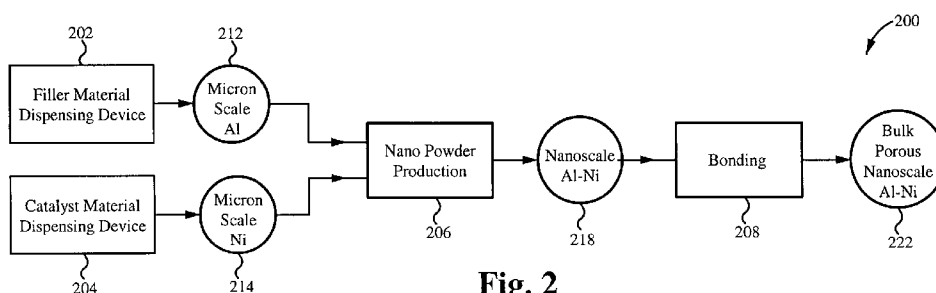 200
202
212
Filler Material
Dispensing Device
Micron
Scale
Al
Nano Powder
Production
Nanoscale
Al-Ni
Bonding
Bulk
Porous
Nanoscale
Al-Ni
Catalyst Material
Dispensing Device
Micron
Scale
Ni
206
218
208
222
204
214
Fig. 2